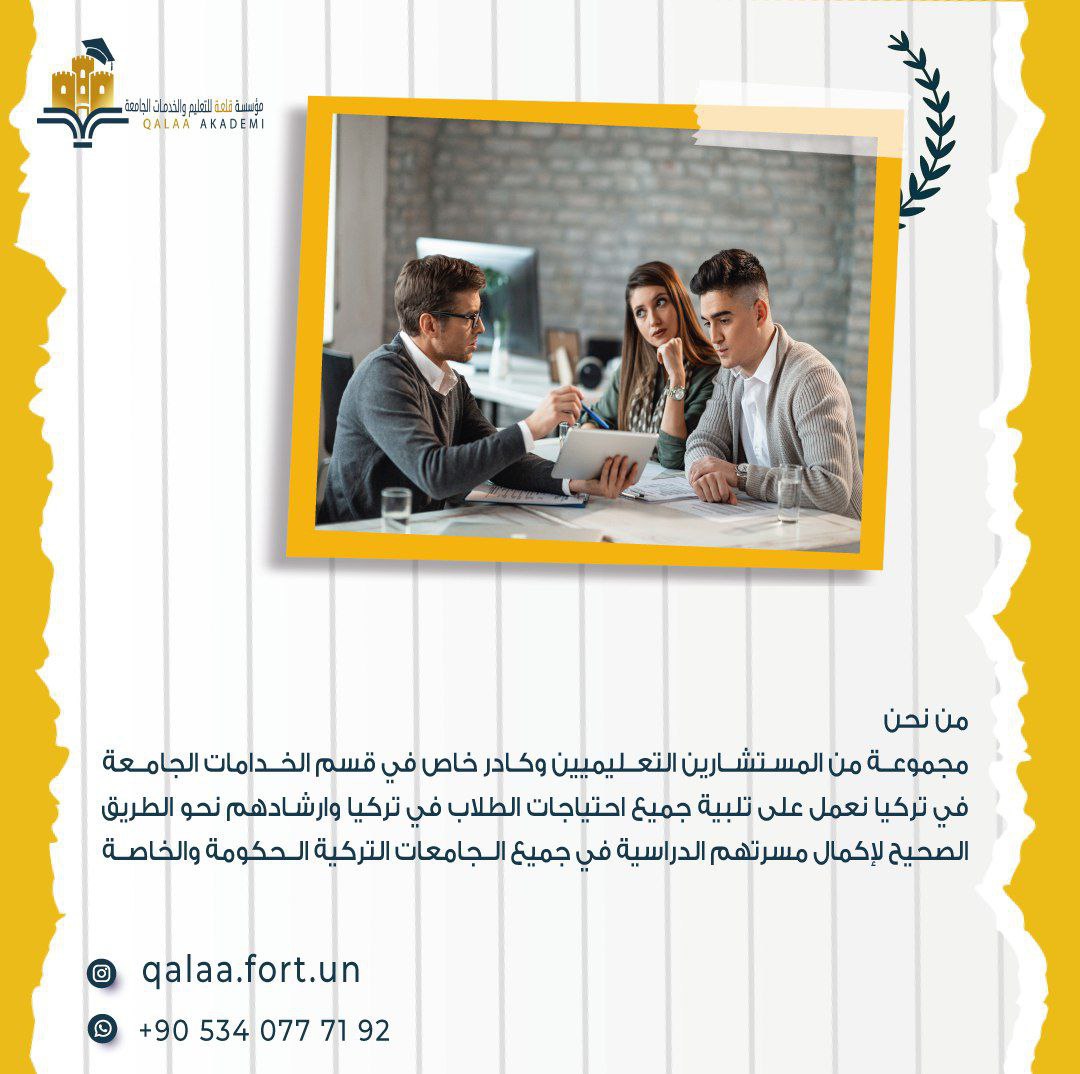 مؤسسة قلعة للتعليم والخدمات الجامعة
QALAA AKADEMI
من نحن
مجموعة من المستشارين التعليميين وكادر خاص في قسم الخدامات الجامعة
في تركيا نعمل على تلبية جميع احتياجات الطلاب في تركيا وارشادهم نحو الطريق
الصحيح لإكمال مسرتهم الدراسية في جميع الجامعات التركية الحكومة والخاصة
qalaa.fort.un
+90 534 077 71 92